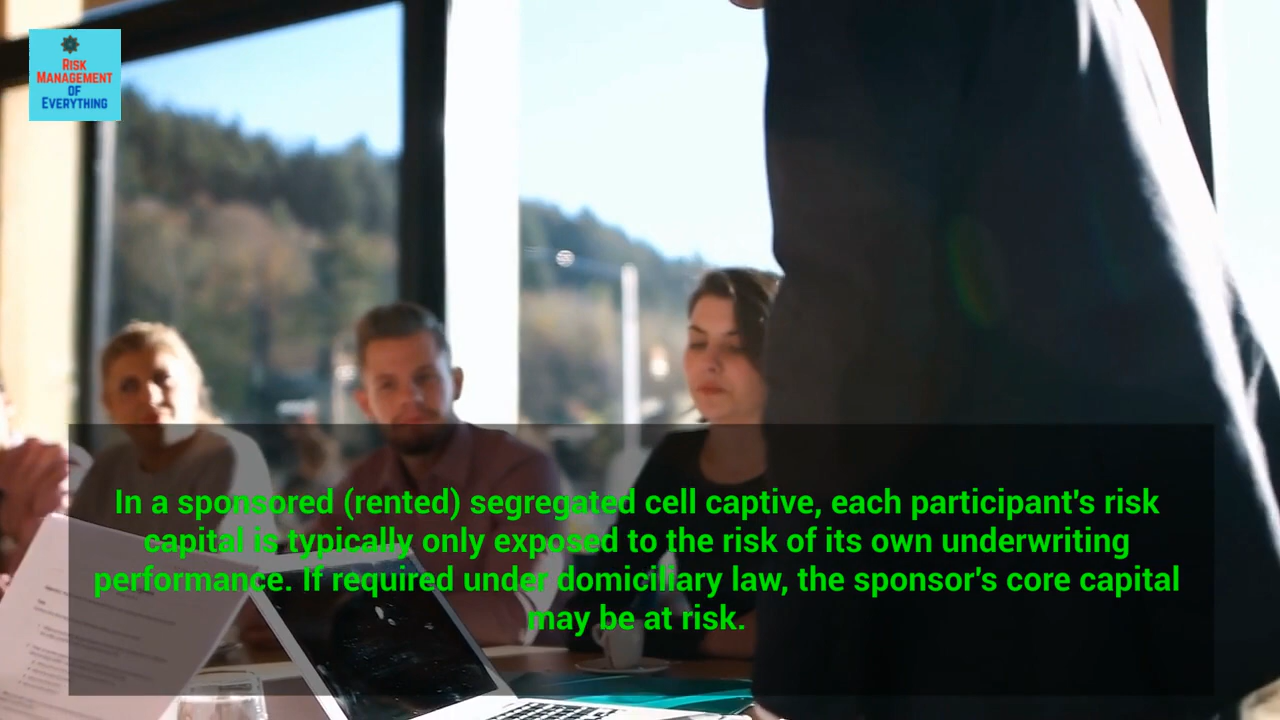 RISK
MANAGEMENT
OF
EVERYTHING
In a sponsored (rented) segregated cell captive, each participant's risk
capital is typically only exposed to the risk of its own underwriting
performance. If required under domiciliary law, the sponsor's core capital
may be at risk.